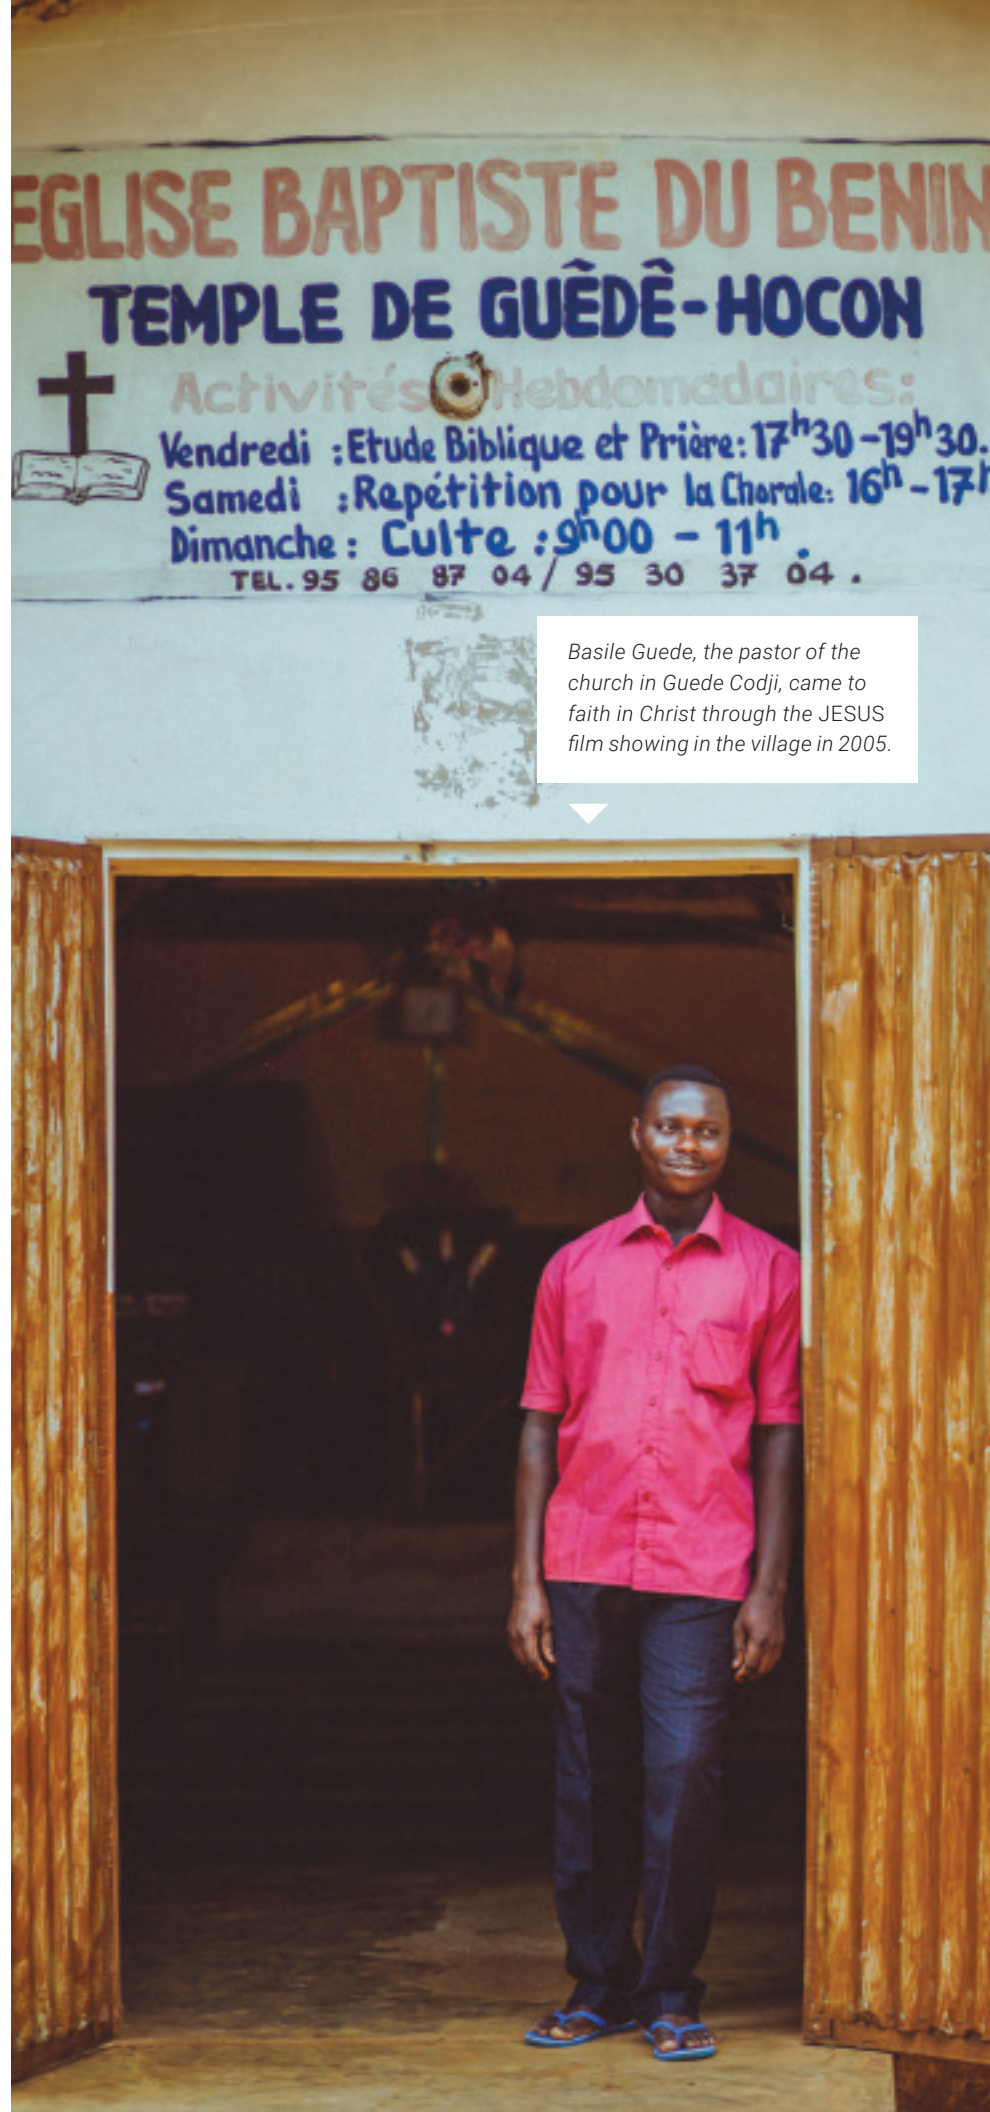 EGLISE BAPTISTE DU BENIN
TEMPLE DE GUÊDÊ-HOCON
Activités Hebdomadaires:
Vendredi : Etude Biblique et Prière: 17h30 - 19h30.
Samedi : Repétition pour la Chorale: 16h - 17h
Dimanche : Culte : 9h00 - 11h.
TEL. 95 86 87 04 / 95 30 37 04.
Basile Guede, the pastor of the
church in Guede Codji, came to
faith in Christ through the JESUS
film showing in the village in 2005.